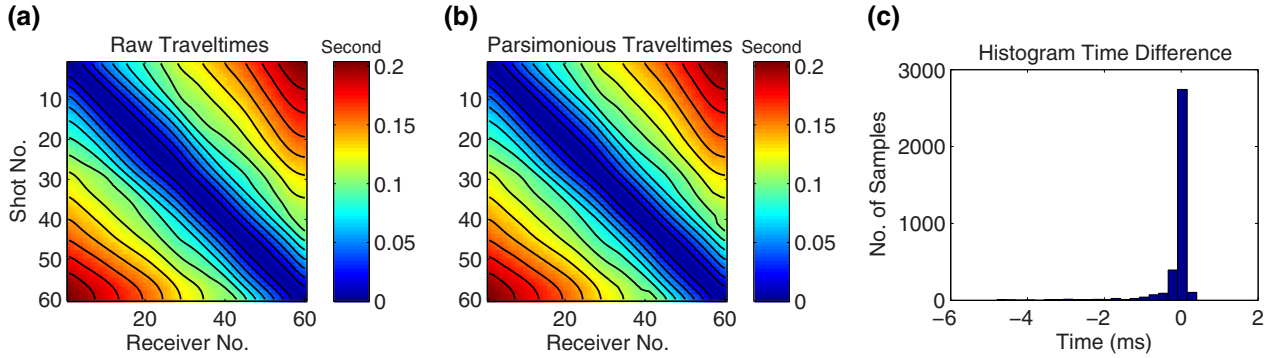 (a)
Raw Traveltimes
Second
Shot No.
10
20
30
40
50
60
20
40
60
Receiver No.
0.2
0.15
0.1
0.05
0
(b)
Parsimonious Traveltimes
Second
10
20
30
40
50
60
20
40
60
Receiver No.
0.2
0.15
0.1
0.05
0
(c)
Histogram Time Difference
No. of Samples
3000
2000
1000
0
−6
−4
−2
0
2
Time (ms)